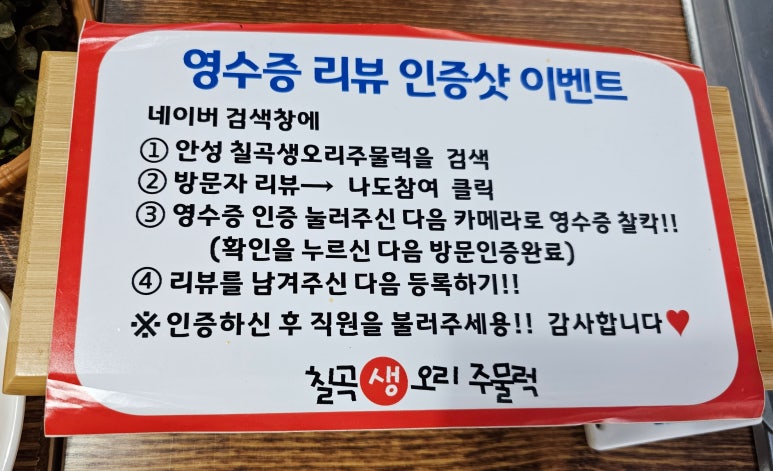 영수증 리뷰 인증샷 이벤트
네이버 검색창에
① 안성 칠곡생오리주물럭을 검색
② 방문자 리뷰→ 나도참여 클릭
③ 영수증 인증 눌러주신 다음 카메라로 영수증 찰칵!!
(확인을 누르신 다음 방문인증완료)
④ 리뷰를 남겨주신 다음 등록하기!!
※ 인증하신 후 직원을 불러주세용!! 감사합니다♥
칠곡생오리 주물럭